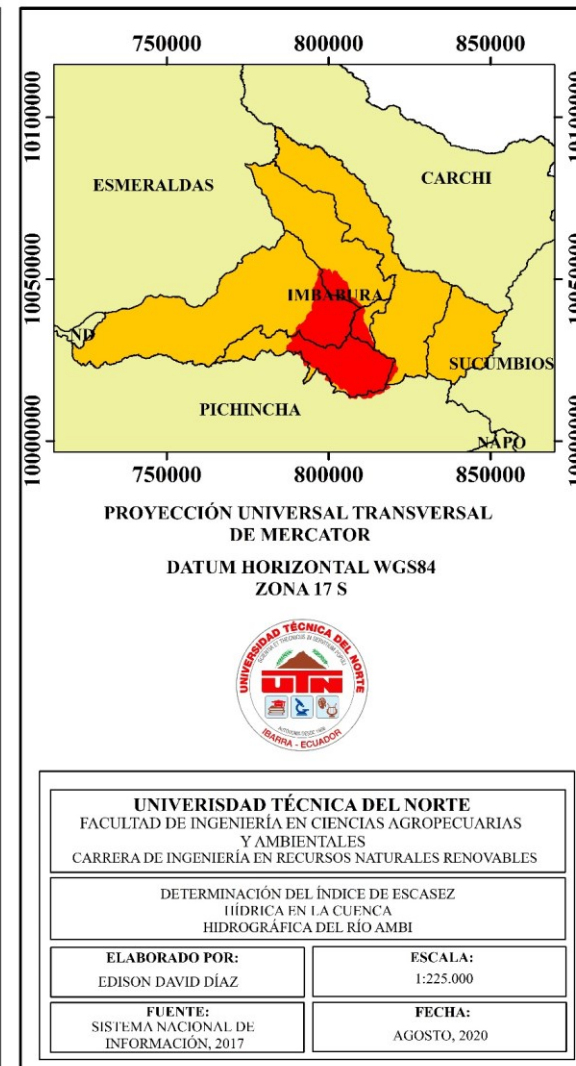 750000 800000 850000
10100000 10100000
ESMERALDAS
CARCHI
10050000 10050000
IMBABURA
ND
SUCUMBIOS
PICHINCHA
10000000 10000000
NAPO
750000 800000 850000
PROYECCIÓN UNIVERSAL TRANSVERSAL
DE MERCATOR
DATUM HORIZONTAL WGS84
ZONA 17 S
UNIVERSIDAD TÉCNICA DEL NORTE
UTN
IBARRA - ECUADOR
UNIVERISDAD TÉCNICA DEL NORTE
FACULTAD DE INGENIERÍA EN CIENCIAS AGROPECUARIAS
Y AMBIENTALES
CARRERA DE INGENIERÍA EN RECURSOS NATURALES RENOVABLES
DETERMINACIÓN DEL ÍNDICE DE ESCASEZ
HÍDRICA EN LA CUENCA
HIDROGRÁFICA DEL RÍO AMBI
ELABORADO POR:
EDISON DAVID DÍAZ
ESCALA:
1:225.000
FUENTE:
SISTEMA NACIONAL DE
INFORMACIÓN, 2017
FECHA:
AGOSTO, 2020